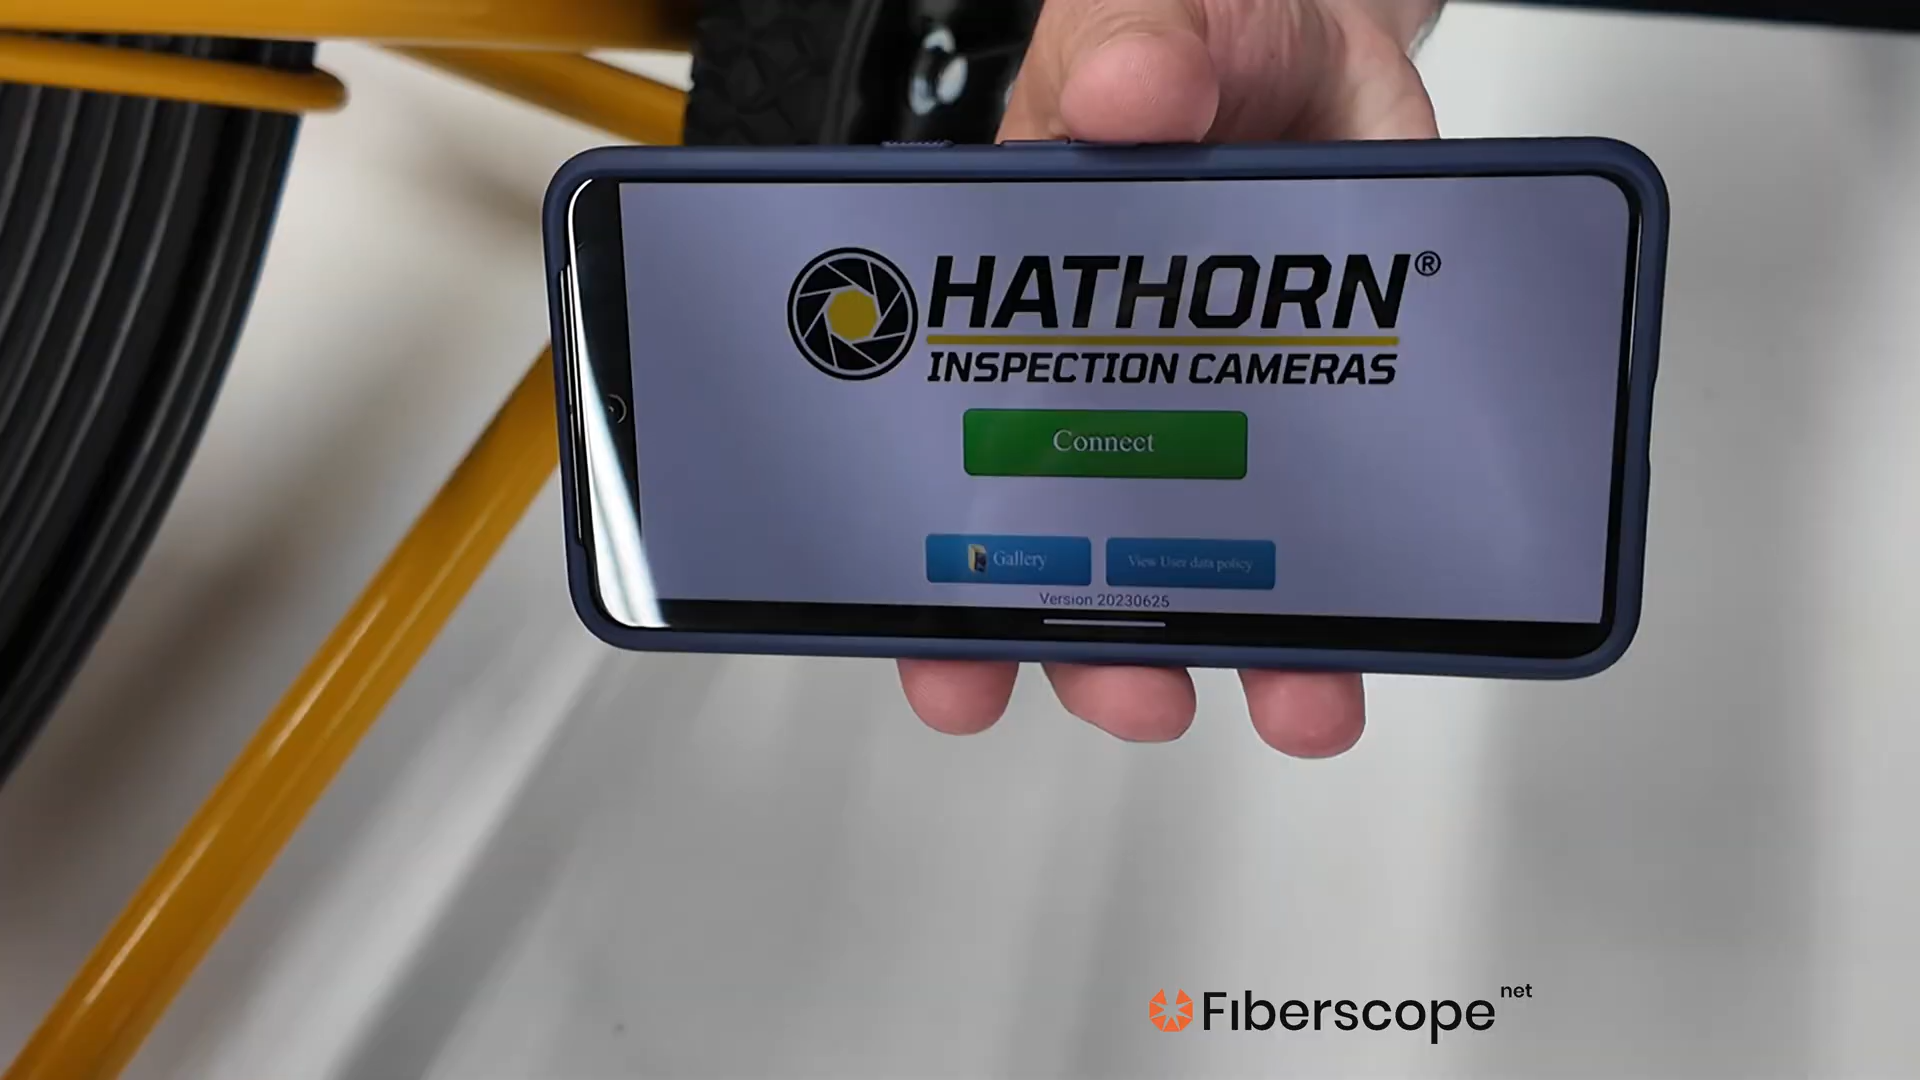 HATHORN®
INSPECTION CAMERAS
Connect
Gallery
View User data policy
Version 20230625
Fiberscope net